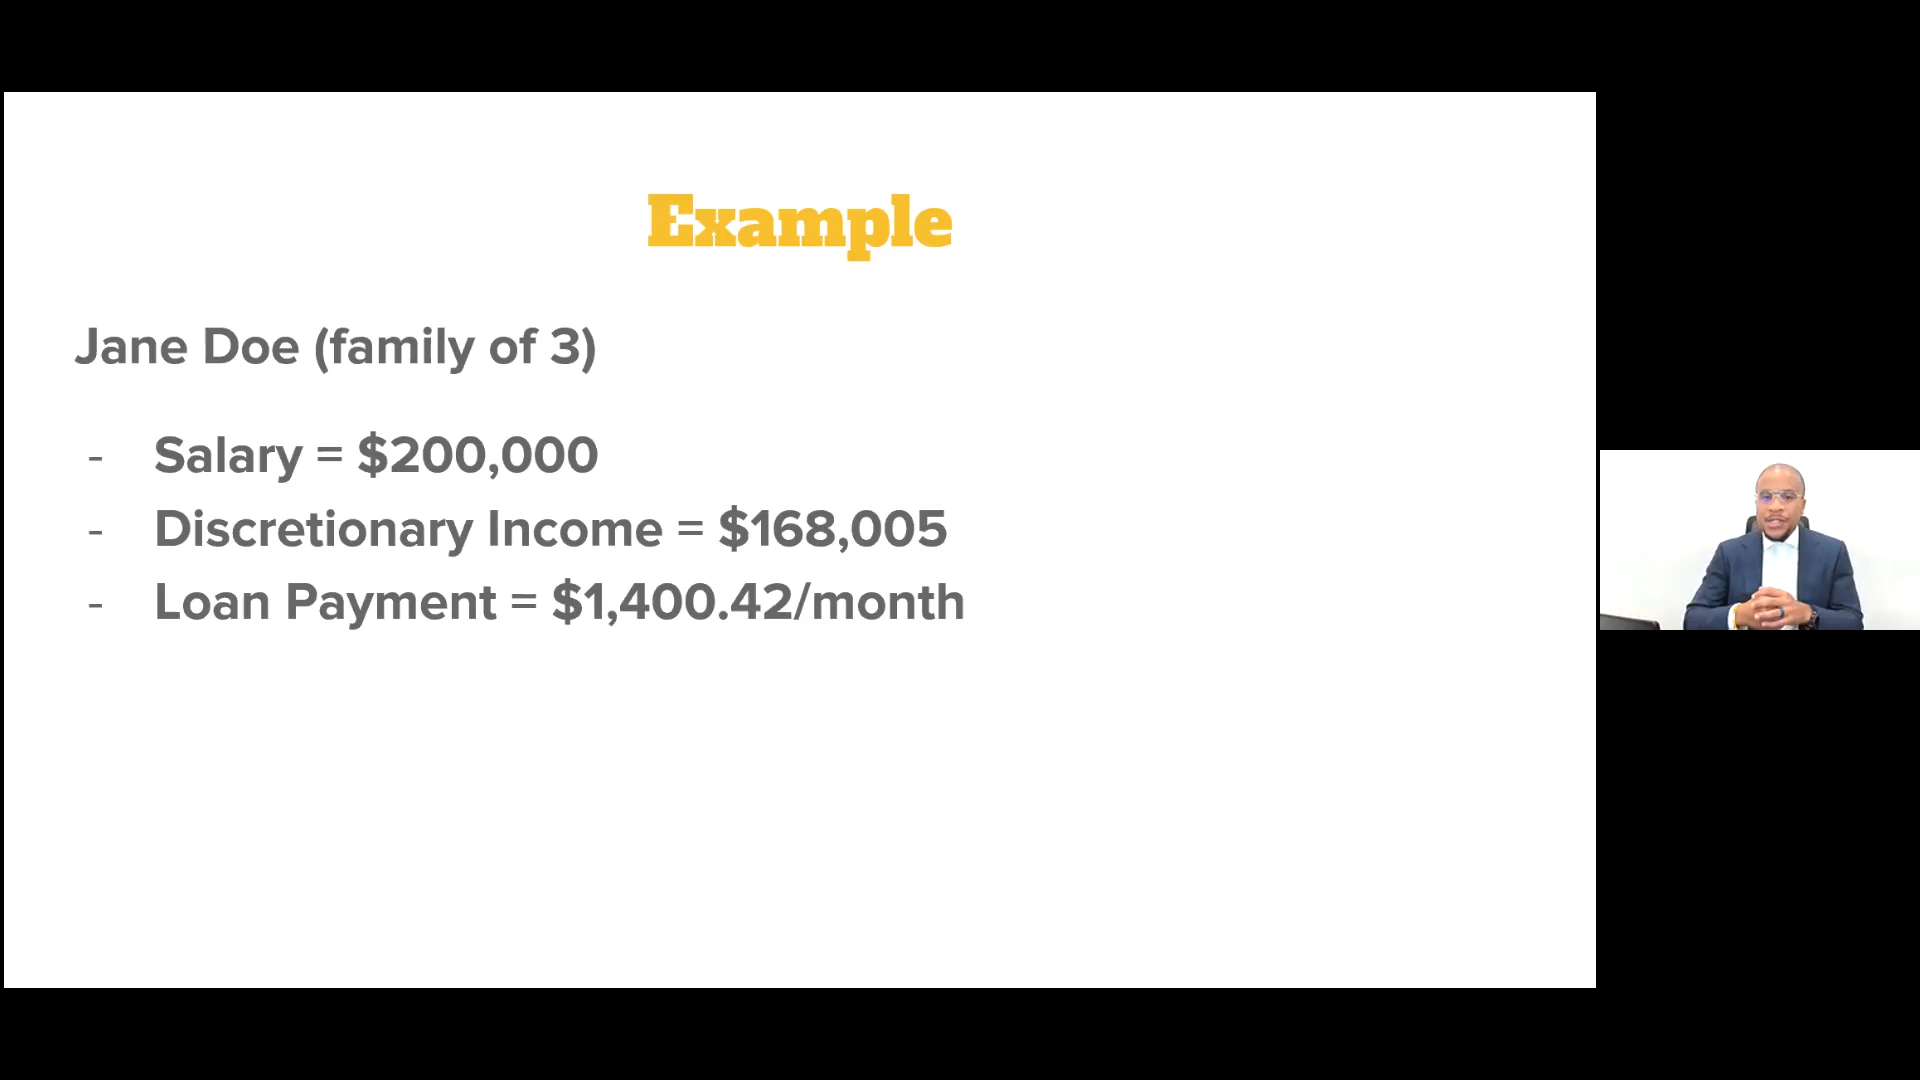 Example
Jane Doe (family of 3)
- Salary = $200,000
- Discretionary Income = $168,005
- Loan Payment = $1,400.42/month